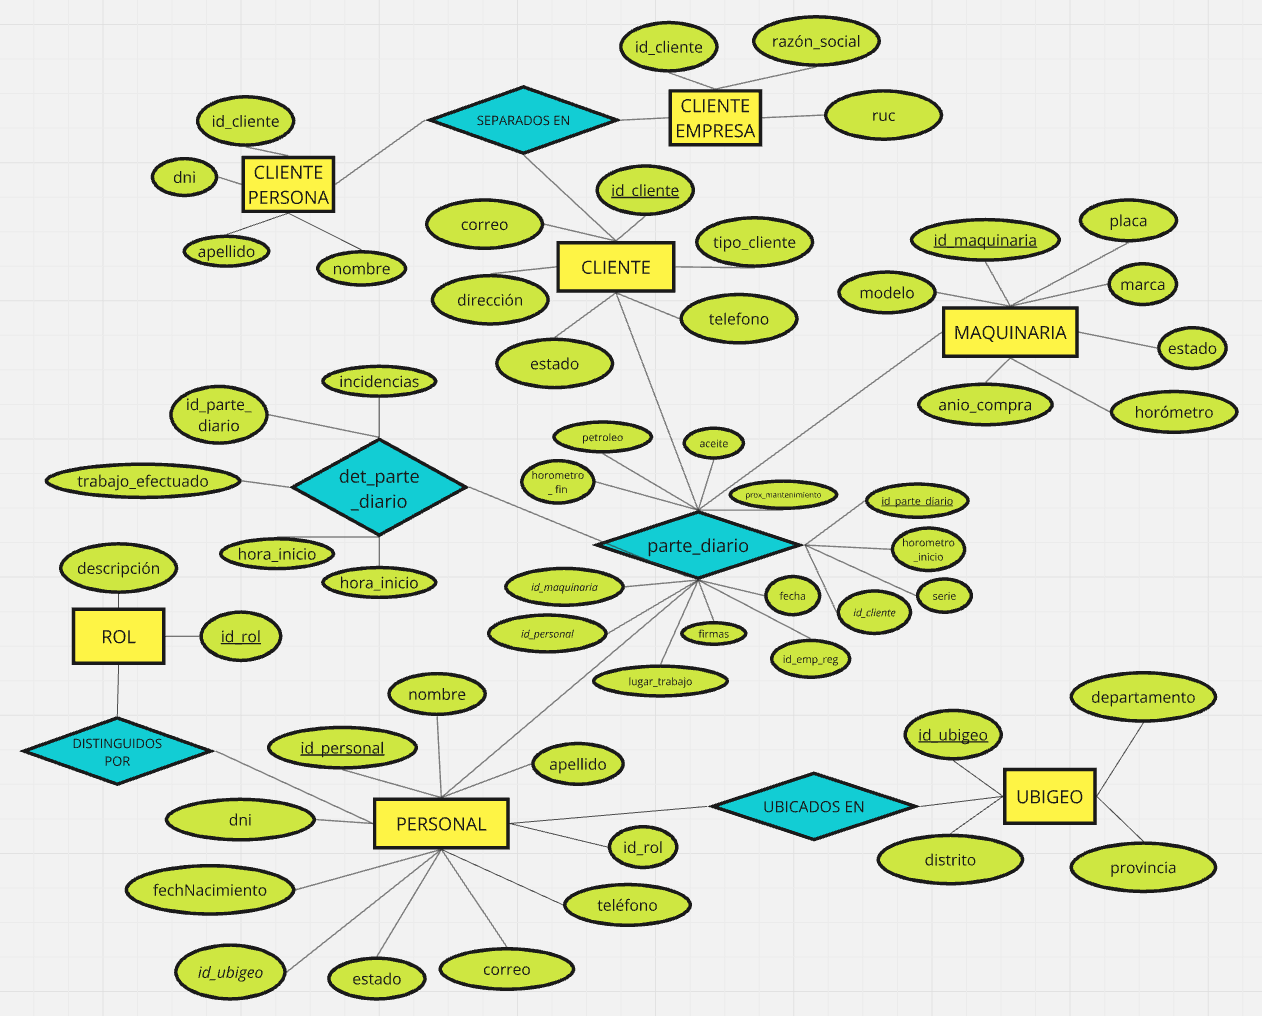 id_cliente
razón_social
CLIENTE
EMPRESA
ruc
SEPARADOS EN
id_cliente
CLIENTE
PERSONA
dni
apellido
nombre
id_cliente
correo
tipo_cliente
CLIENTE
dirección
telefono
estado
placa
id_maquinaria
marca
modelo
MAQUINARIA
estado
anio_compra
horómetro
incidencias
id_parte_
diario
trabajo_efectuado
det_parte
_diario
hora_inicio
hora_inicio
petroleo
aceite
horometro
_ fin
prox_mantenimiento
id_parte_diario
parte_diario
horometro
_inicio
id_maquinaria
fecha
serie
id_cliente
id_personal
firmas
id_emp_reg
lugar_trabajo
descripción
ROL
id_rol
DISTINGUIDOS
POR
nombre
id_personal
apellido
dni
PERSONAL
id_rol
fechNacimiento
teléfono
id_ubigeo
estado
correo
UBICADOS EN
departamento
id_ubigeo
UBIGEO
distrito
provincia